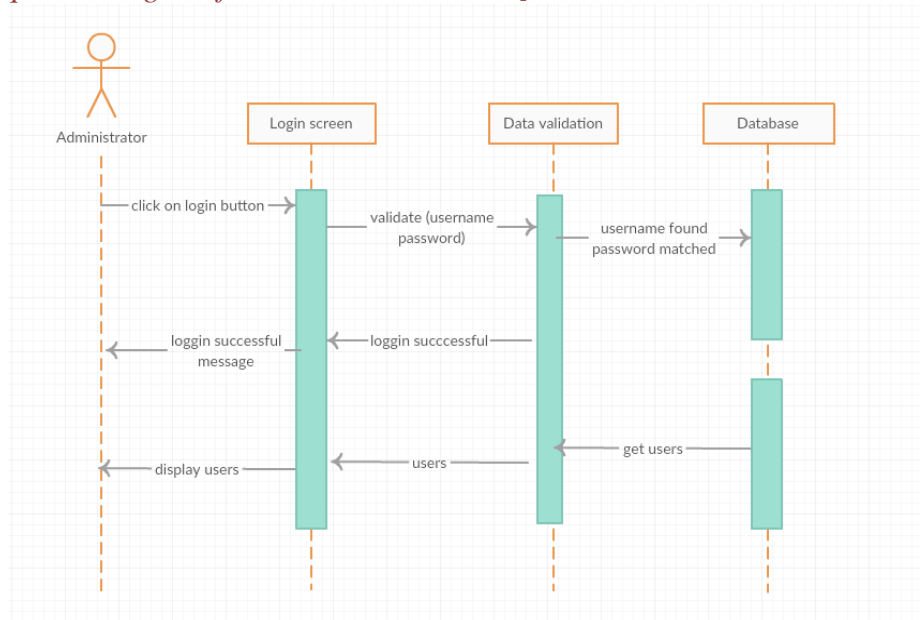 Administrator
Login screen
Data validation
Database
click on login button
validate (username
password)
username found
password matched
loggin successful
message
loggin succcessful
get users
users
display users